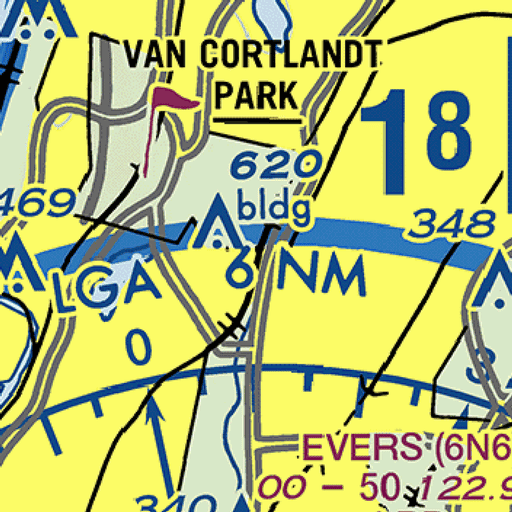 VAN CORTLANDT
PARK
18
620
bldg
469
348
LGA 6 NM
0
3
EVERS (6N6
00 - 50 122.9
340